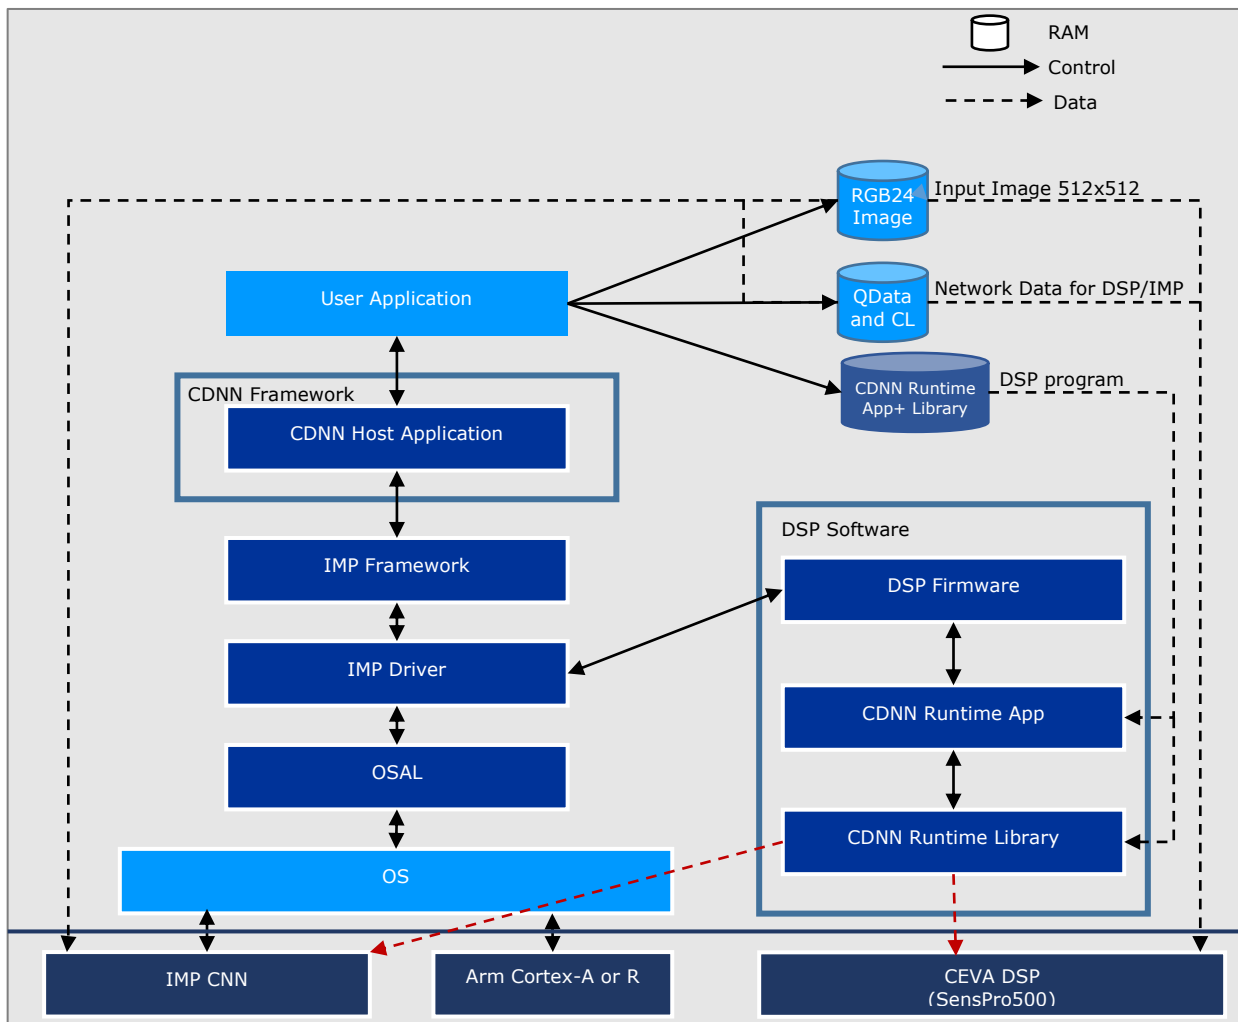 RAM
Control
Data
RGB24
Image
Input Image 512x512
User Application
QData
and CL
Network Data for DSP/IMP
CDNN Runtime
App+ Library
DSP program
CDNN Framework
CDNN Host Application
DSP Software
IMP Framework
DSP Firmware
IMP Driver
CDNN Runtime App
OSAL
CDNN Runtime Library
OS
IMP CNN
Arm Cortex-A or R
CEVA DSP
(SensPro500)